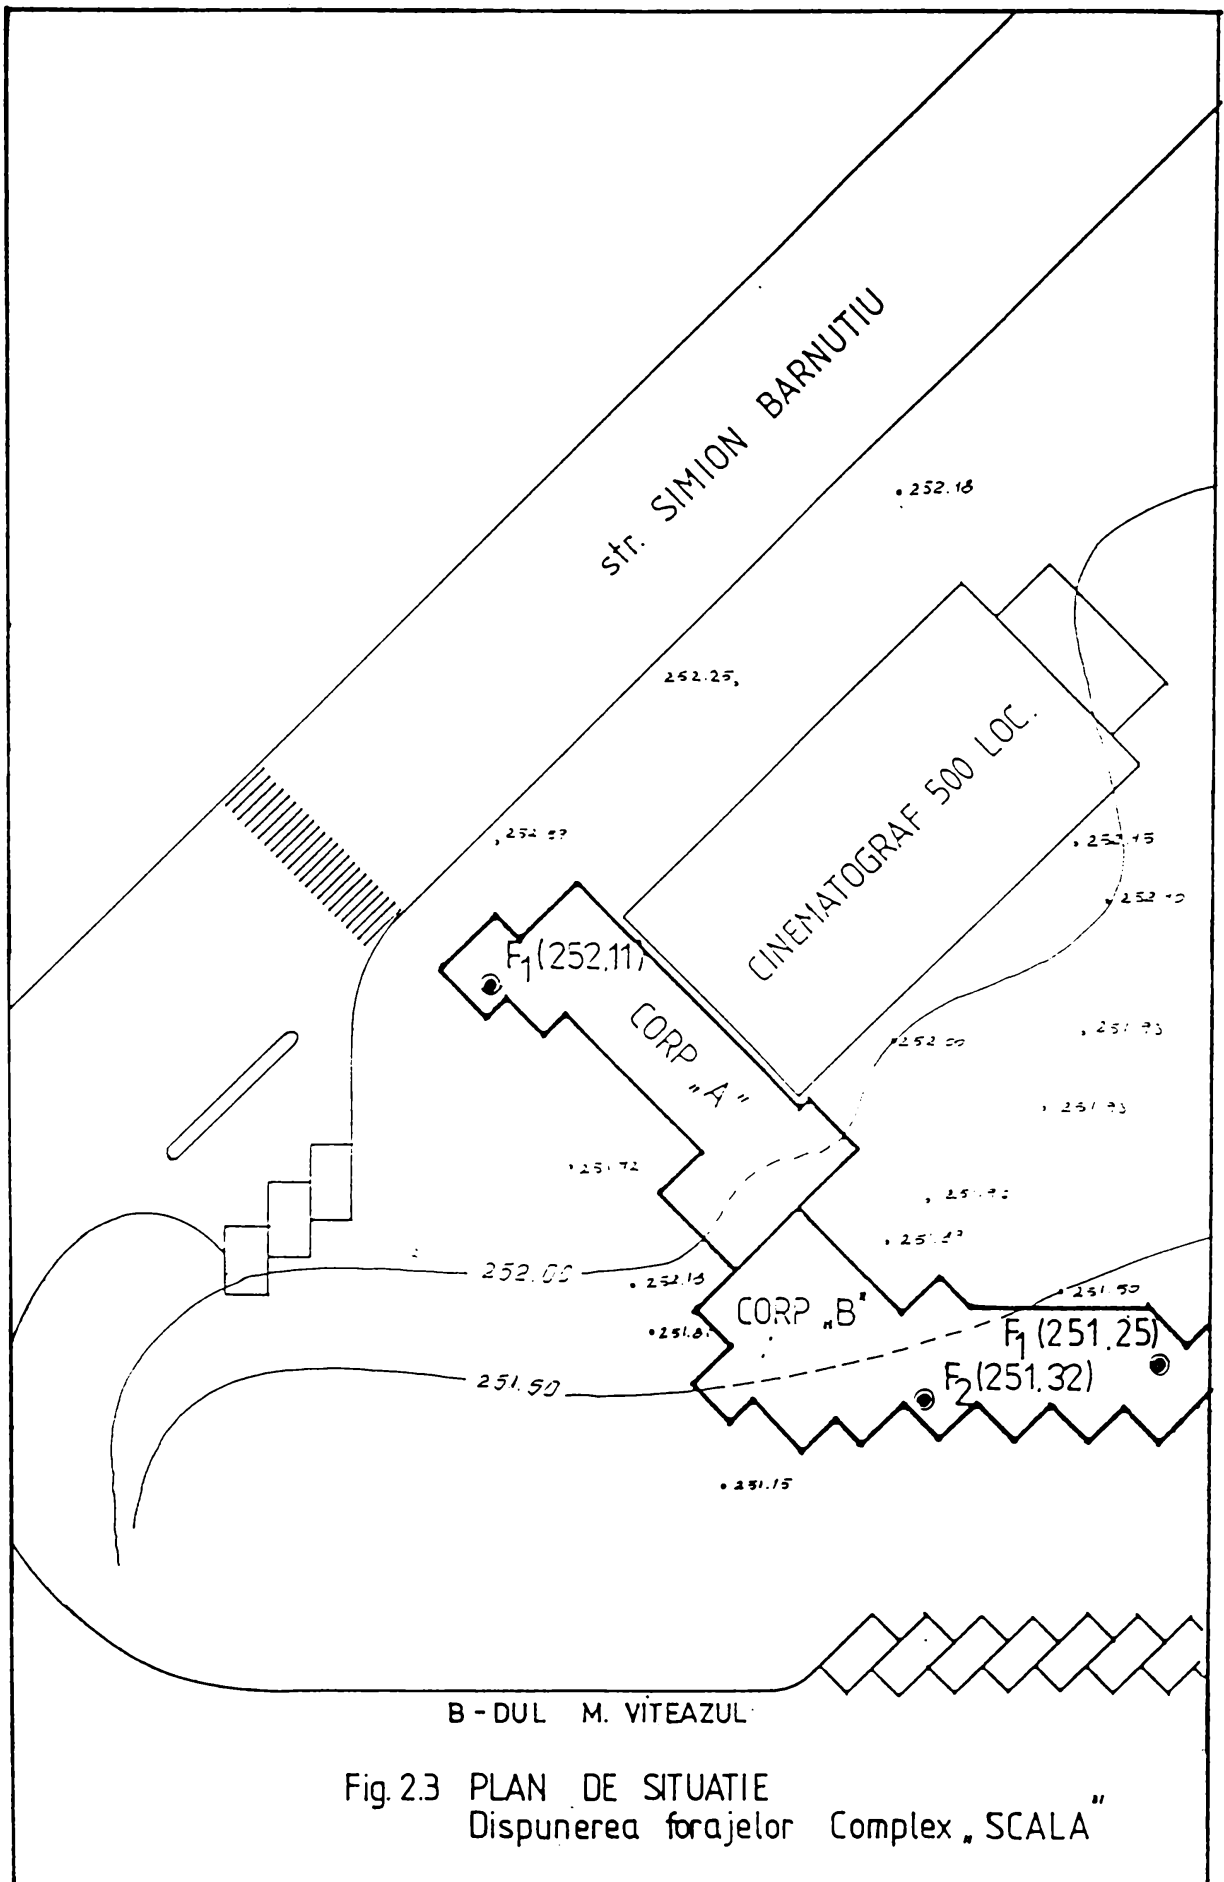 str. SIMION BARNUTIU
252.18
252.25
CINEMATOGRAF 500 LOC.
F1 (252,11)
CORP „A"
252.00
252.18
CORP „B"
251.50
F1 (251.25)
F2 (251.32)
251.50
251.15
B-DUL M. VITEAZUL
Fig. 2.3 PLAN DE SITUATIE
Dispunerea forajelor Complex „SCALA"